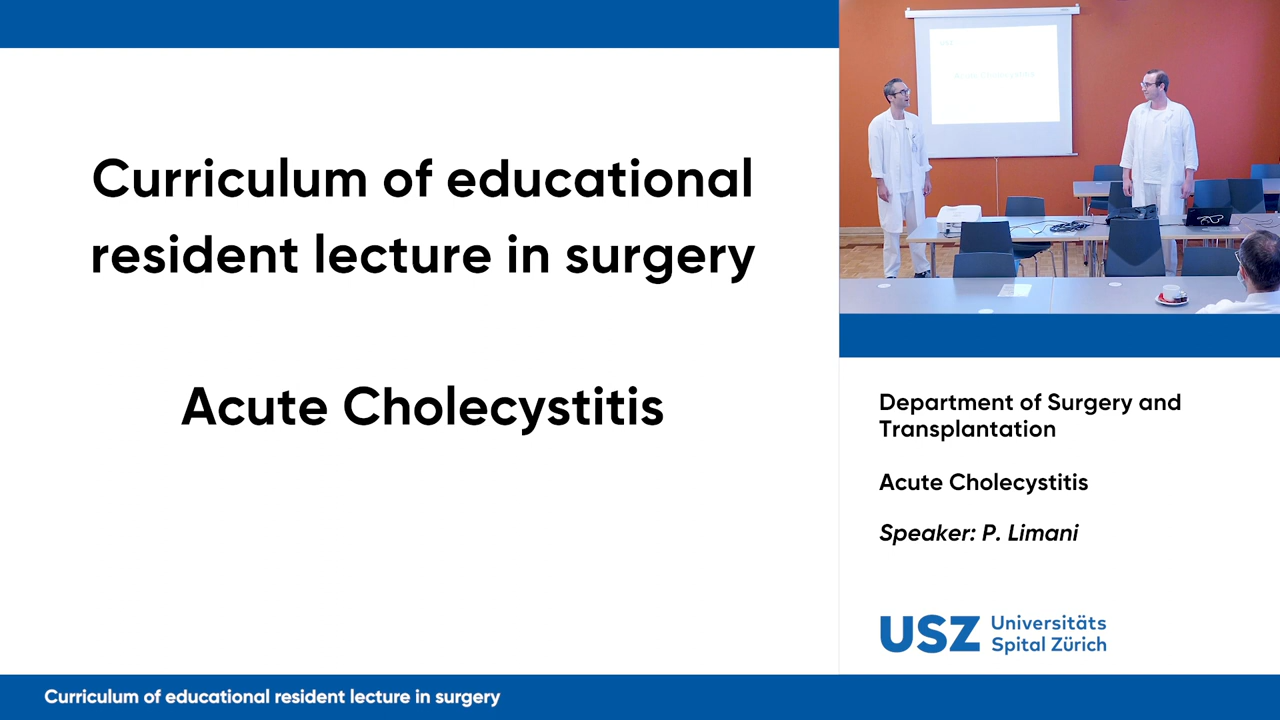 Curriculum of educational
resident lecture in surgery
Acute Cholecystitis
Department of Surgery and
Transplantation
Acute Cholecystitis
Speaker: P. Limani
USZ Universitäts
Spital Zürich
Curriculum of educational resident lecture in surgery